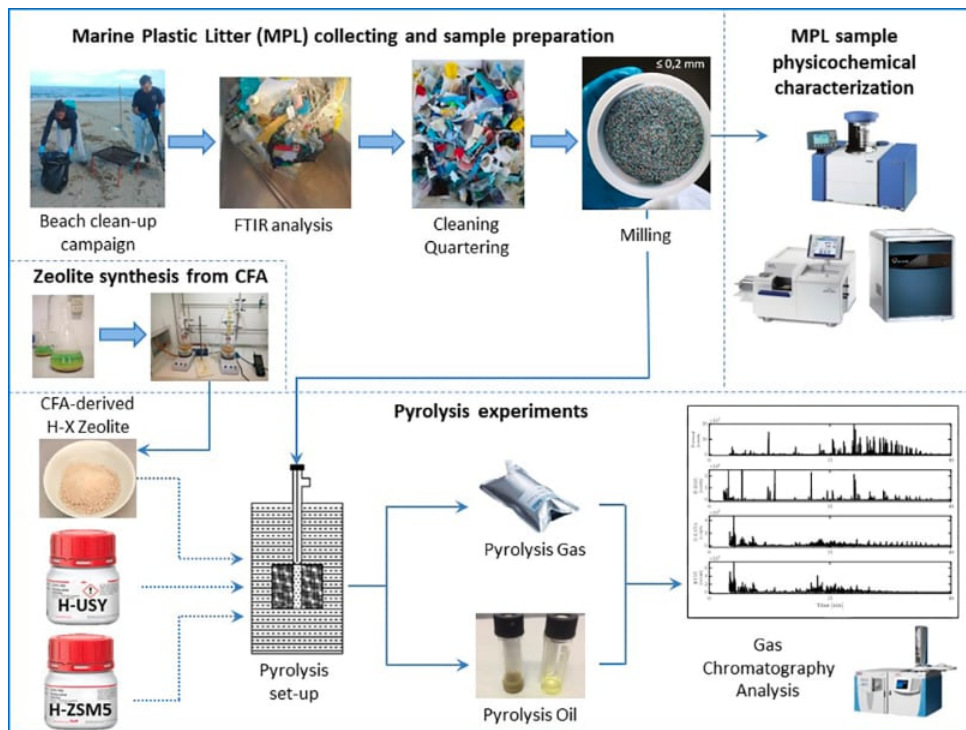 Marine Plastic Litter (MPL) collecting and sample preparation
≤ 0,2 mm
Beach clean-up
campaign
FTIR analysis
Cleaning
Quartering
Milling
MPL sample
physicochemical
characterization
Zeolite synthesis from CFA
CFA-derived
H-X Zeolite
H-USY
H-ZSM5
Pyrolysis experiments
Pyrolysis
set-up
Pyrolysis Gas
Pyrolysis Oil
Time [min]
Gas
Chromatography
Analysis